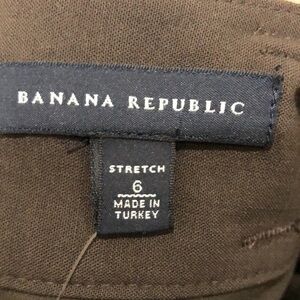 BANANA REPUBLIC
STRETCH
6
MADE IN
TURKEY